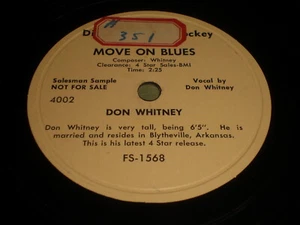 N
351
Di ockey
MOVE ON BLUES
Composer: Whitney
Clearance: 4 Star Sales-BMI
Time: 2:25
Salesman Sample Vocal by
NOT FOR SALE Don Whitney
4002
DON WHITNEY
Don Whitney is very tall, being 6'5". He is
married and resides in Blytheville, Arkansas.
This is his latest 4 Star release.
FS-1568